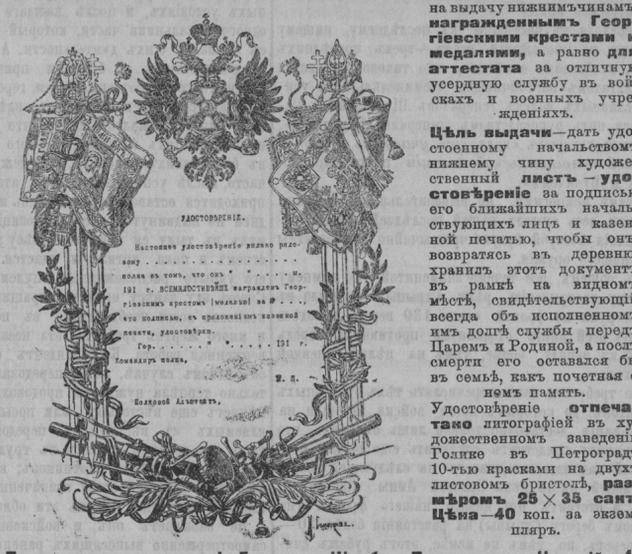 УДОСТОВѢРЕНІЕ.
Настоящее удостовѣреніе выдано рядо-
вому
полка въ томъ, что онъ
191 г. ВСЕМИЛОСТИВѢЙШЕ награжденъ Геор-
гіевскимъ крестомъ (медалью) за №
что подписью, съ приложеніемъ казенной
печати, удостовѣряю.
Гор. 191 г.
Командиръ полка,
М. П.
Полковой Адъютантъ
на выдачу нижнимъ чинамъ
награжденнымъ Геор-
гіевскими крестами и
медалями, а равно для
аттестата за отличную
усердную службу въ вой-
скахъ и военныхъ учре-
жденіяхъ.
Цѣль выдачи—дать удо-
стоенному начальствомъ
нижнему чину художе-
ственный листъ – удо-
стовѣреніе за подписью
его ближайшихъ началь-
ствующихъ лицъ и казен-
ной печатью, чтобы онъ
возвратясь въ деревню
хранилъ этотъ документъ
въ рамкѣ на видномъ
мѣстѣ, свидѣтельствующій
всегда объ исполненномъ
имъ долгѣ службы передъ
Царемъ и Родиной, а послѣ
смерти его оставался бы
въ семьѣ, какъ почетная о
немъ память.
Удостовѣреніе отпеча-
тано литографіей въ ху-
дожественномъ заведеніи
Голике въ Петроградѣ
10-тью красками на двухъ
листовомъ бристолѣ, раз-
мѣромъ 25 × 35 сант
Цѣна—40 коп. за экзем-
пляръ.